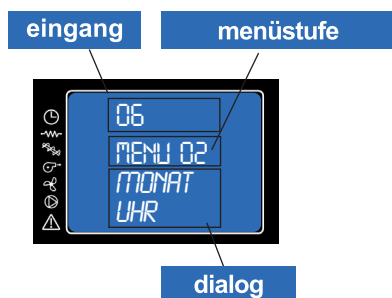 eingang
menüstufe
06
MENU 02
MONAT
UHR
dialog